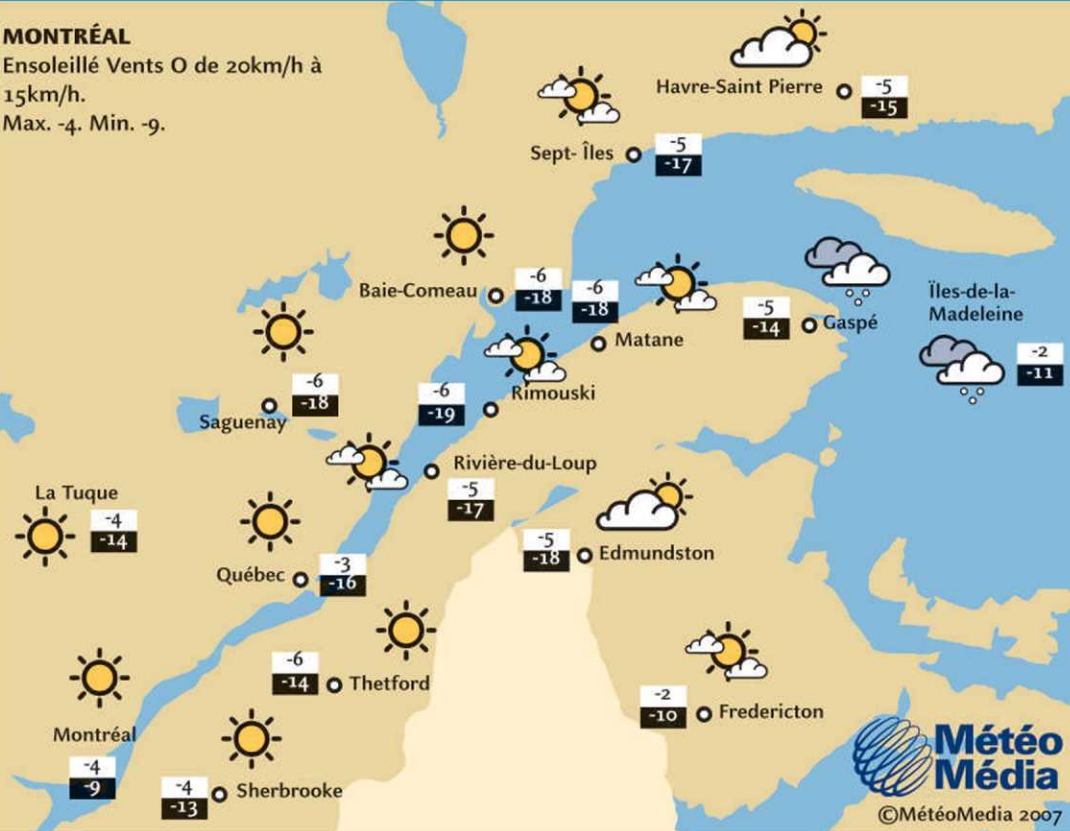 MONTRÉAL
Ensoleillé Vents O de 20km/h à
15km/h.
Max. -4. Min. -9.
Havre-Saint Pierre
-5
-15
Sept- Îles
-5
-17
Baie-Comeau
-6
-18
-6
-18
Matane
-5
-14
Gaspé
Îles-de-la-
Madeleine
-2
-11
-6
-18
Saguenay
-6
-19
Rimouski
Rivière-du-Loup
-5
-17
La Tuque
-4
-14
Québec
-3
-16
-5
-18
Edmundston
-6
-14
Thetford
-2
-10
Fredericton
Montréal
-4
-9
-4
-13
Sherbrooke
Météo
Média
©MétéoMedia 2007